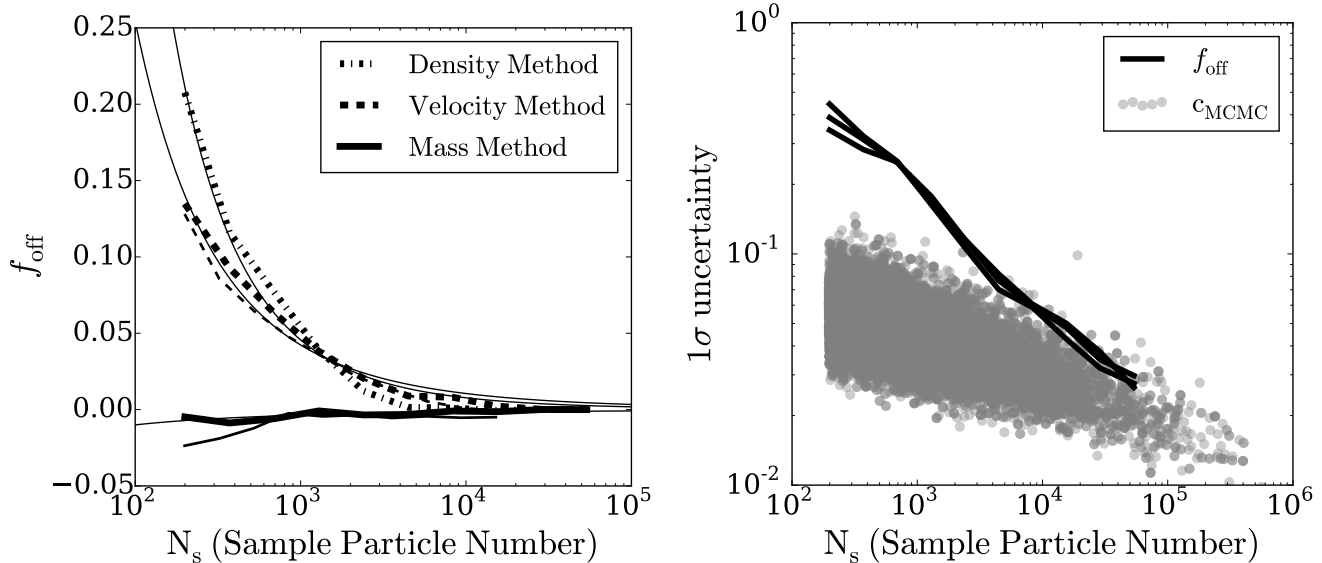 0.25
0.20
0.15
0.10
0.05
0.00
−0.05
f_off
10^2
10^3
10^4
10^5
N_s (Sample Particle Number)
Density Method
Velocity Method
Mass Method
10^0
10^-1
10^-2
1σ uncertainty
10^2
10^3
10^4
10^5
10^6
N_s (Sample Particle Number)
f_off
c_MCMC